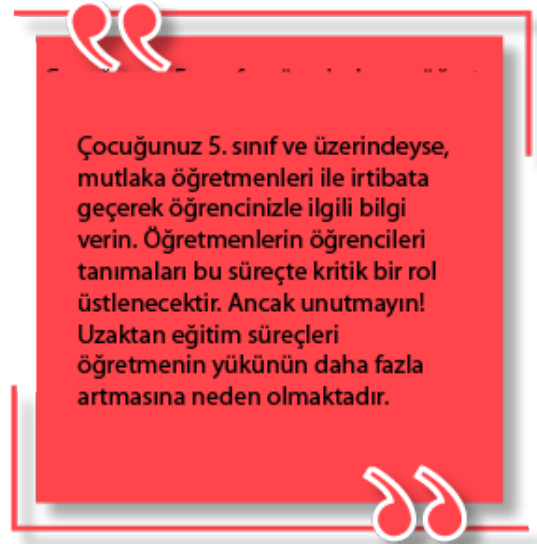 Çocuğunuz 5. sınıf ve üzerindeyse,
mutlaka öğretmenleri ile irtibata
geçerek öğrencinizle ilgili bilgi
verin. Öğretmenlerin öğrencileri
tanımaları bu süreçte kritik bir rol
üstlenecektir. Ancak unutmayın!
Uzaktan eğitim süreçleri
öğretmenin yükünün daha fazla
artmasına neden olmaktadır.